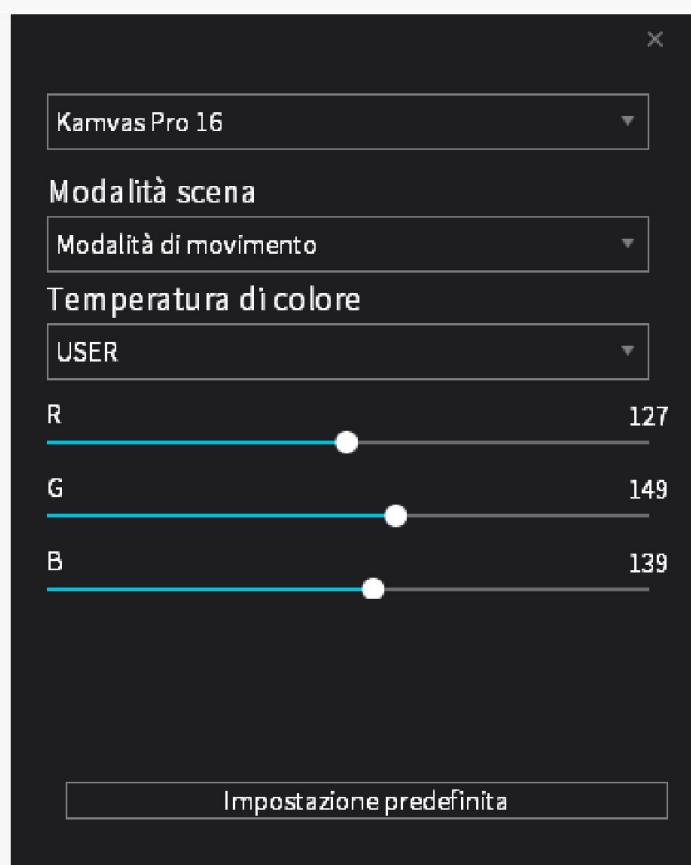 Kamvas Pro 16
Modalità scena
Modalità di movimento
Temperatura di colore
USER
R 127
G 149
B 139
Impostazione predefinita